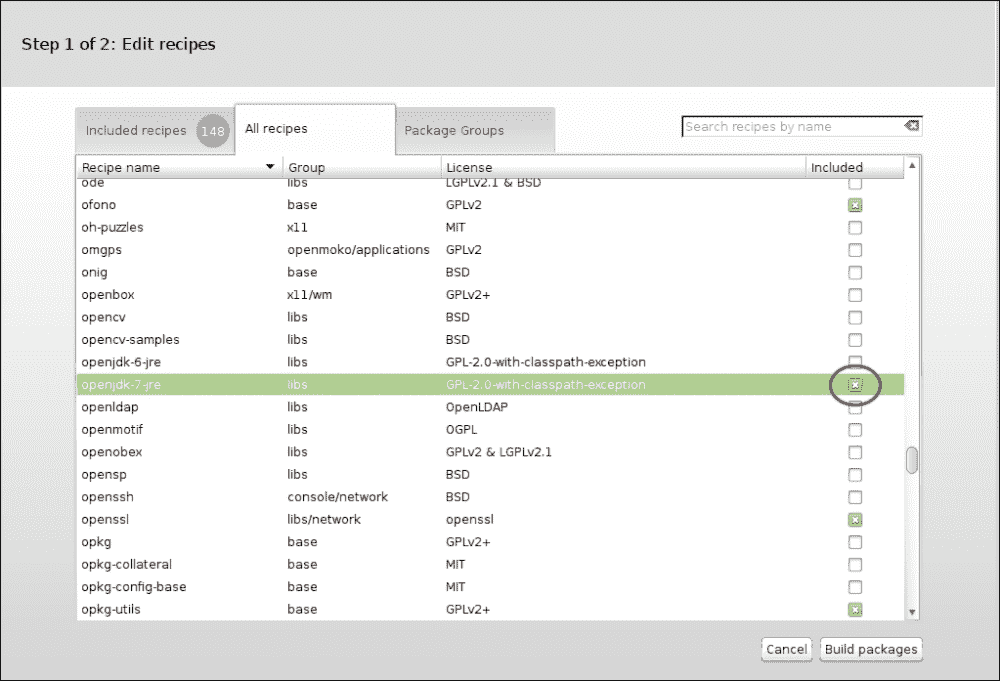 Step 1 of 2: Edit recipes
Included recipes 148 All recipes Package Groups Search recipes by name
Recipe name Group License Included
ode libs LGPLv2.1 & BSD
ofono base GPLv2
oh-puzzles x11 MIT
omgps openmoko/applications GPLv2
onig base BSD
openbox x11/wm GPLv2+
opencv libs BSD
opencv-samples libs BSD
openjdk-6-jre libs GPL-2.0-with-classpath-exception
openjdk-7-jre libs GPL-2.0-with-classpath-exception
openldap libs OpenLDAP
openmotif libs OGPL
openobex libs GPLv2 & LGPLv2.1
opensp libs BSD
openssh console/network BSD
openssl libs/network openssl
opkg base GPLv2+
opkg-collateral base MIT
opkg-config-base base MIT
opkg-utils base GPLv2+
Cancel Build packages